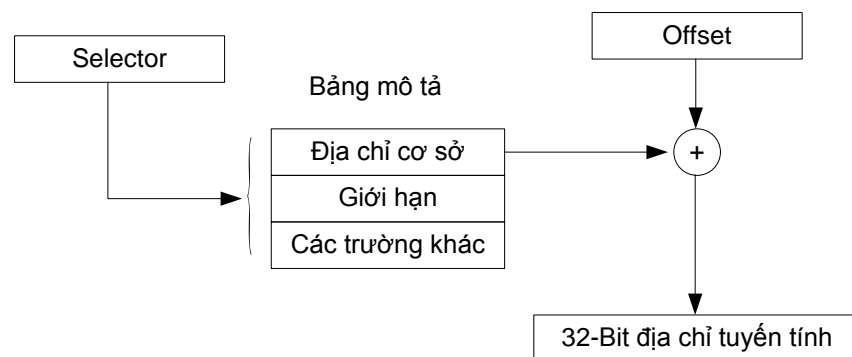 Offset
Selector
Bảng mô tả
Địa chỉ cơ sở
+
Giới hạn
Các trường khác
32-Bit địa chỉ tuyến tính